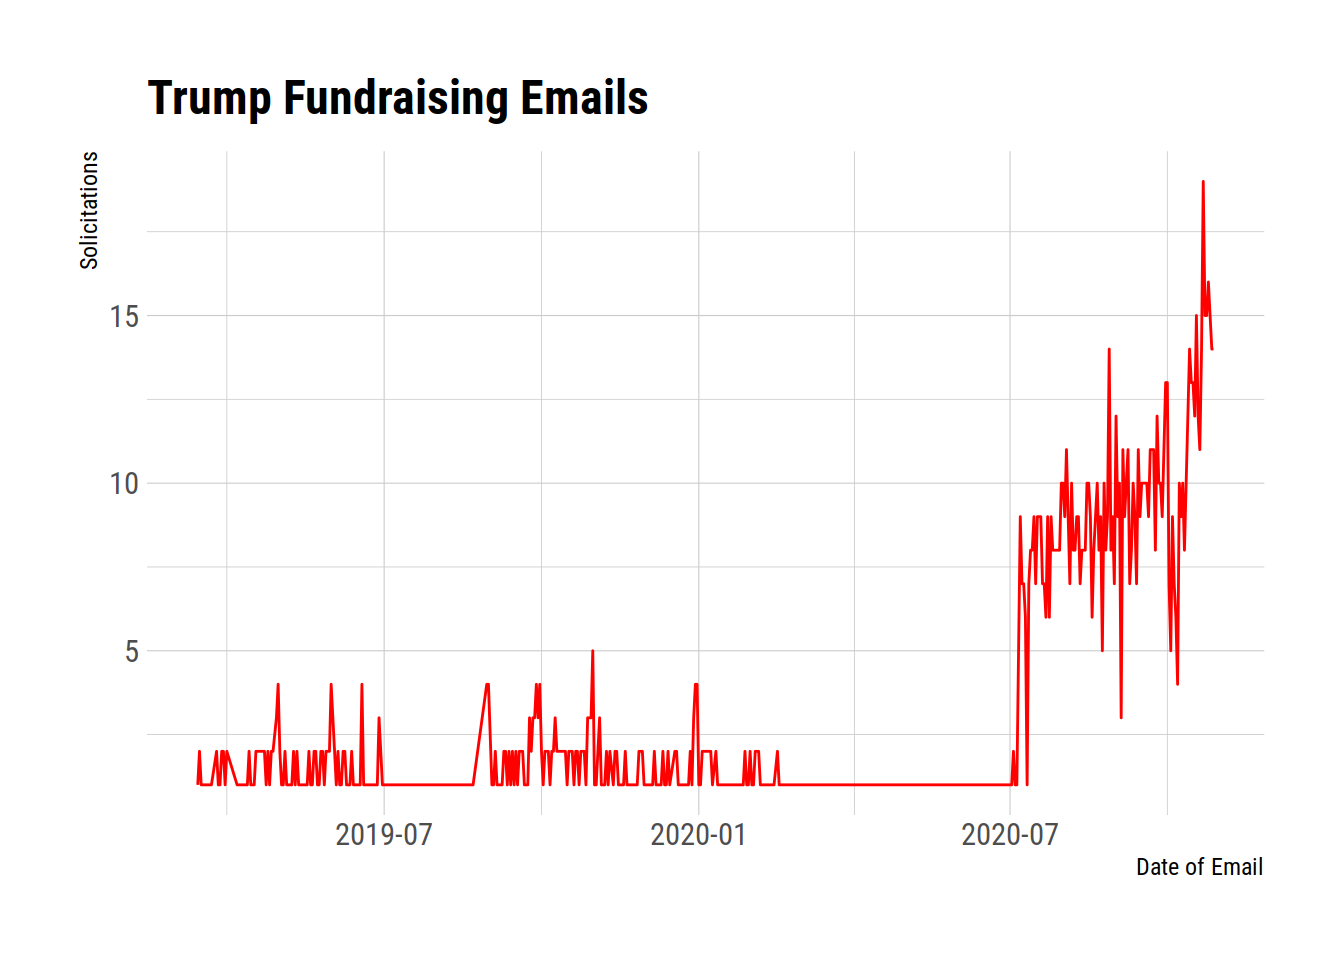 Trump Fundraising Emails
Solicitations
15
10
5
2019-07
2020-01
2020-07
Date of Email